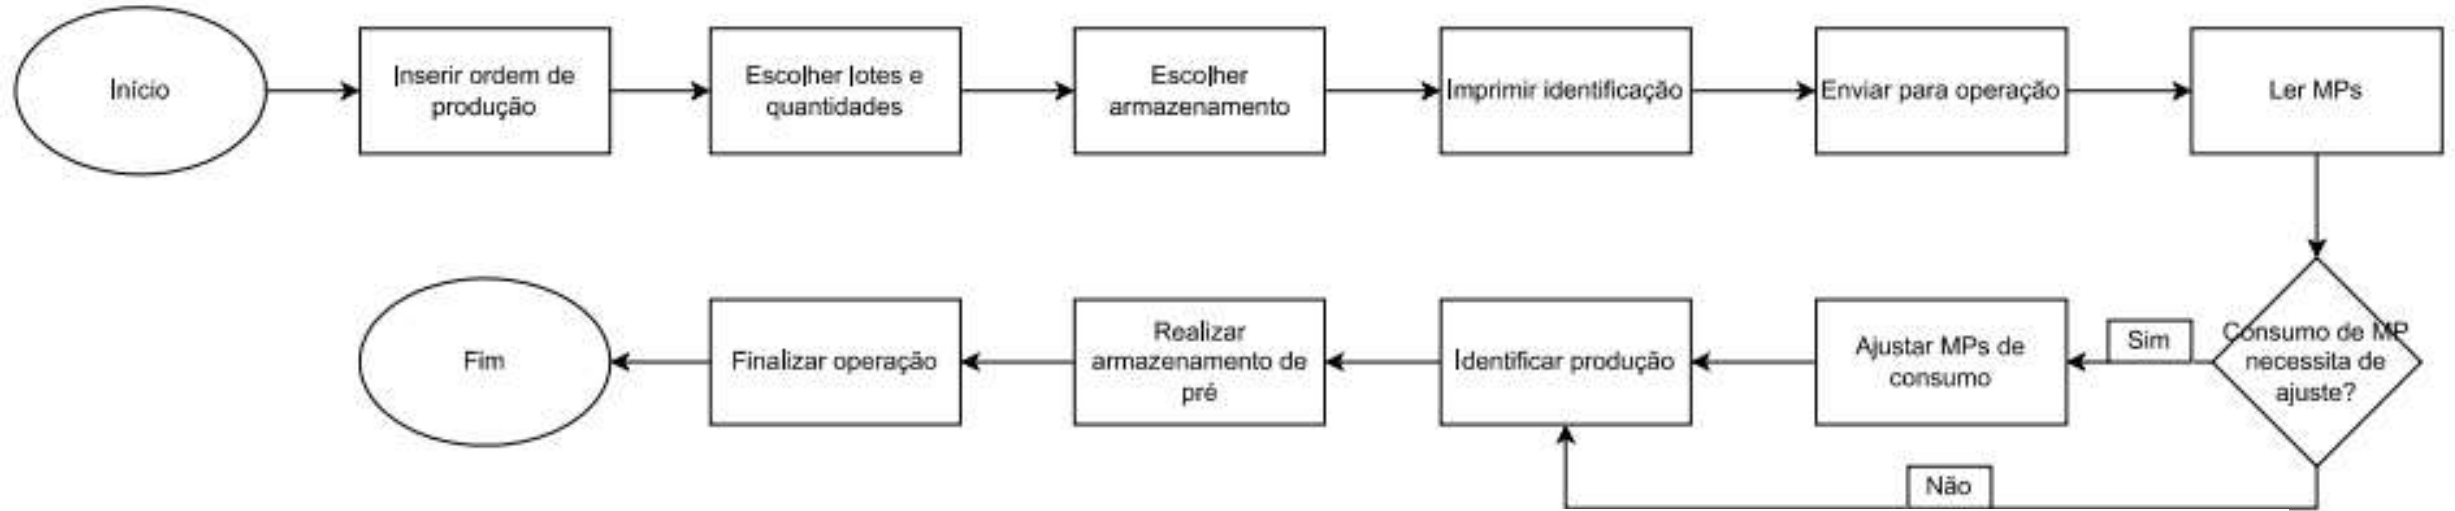 Início
Inserir ordem de
produção
Escolher lotes e
quantidades
Escolher
armazenamento
Imprimir identificação
Enviar para operação
Ler MPs
Consumo de MP
necessita de
ajuste?
Sim
Ajustar MPs de
consumo
Não
Identificar produção
Realizar
armazenamento de
pré
Finalizar operação
Fim